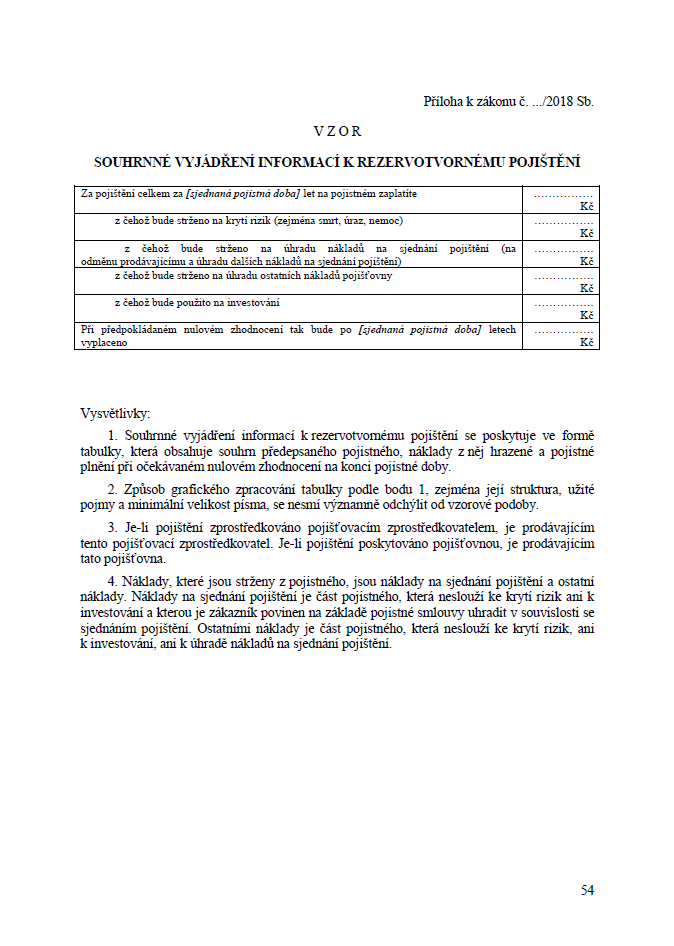 Příloha k zákonu č. .../2018 Sb.
V Z O R
SOUHRNNÉ VYJÁDŘENÍ INFORMACÍ K REZERVOTVORNÉMU POJIŠTĚNÍ
Za pojištění celkem za [sjednaná pojistná doba] let na pojistném zaplatíte
................
Kč
z čehož bude strženo na krytí rizik (zejména smrt, úraz, nemoc)
................
Kč
z čehož bude strženo na úhradu nákladů na sjednání pojištění (na
odměnu prodávajícímu a úhradu dalších nákladů na sjednání pojištění)
................
Kč
z čehož bude strženo na úhradu ostatních nákladů pojišťovny
................
Kč
z čehož bude použito na investování
................
Kč
Při předpokládaném nulovém zhodnocení tak bude po [sjednaná pojistná doba] letech
vyplaceno
................
Kč
Vysvětlivky:
1. Souhrnné vyjádření informací k rezervotvornému pojištění se poskytuje ve formě
tabulky, která obsahuje souhrn předepsaného pojistného, náklady z něj hrazené a pojistné
plnění při očekávaném nulovém zhodnocení na konci pojistné doby.
2. Způsob grafického zpracování tabulky podle bodu 1, zejména její struktura, užité
pojmy a minimální velikost písma, se nesmí významně odchýlit od vzorové podoby.
3. Je-li pojištění zprostředkováno pojišťovacím zprostředkovatelem, je prodávajícím
tento pojišťovací zprostředkovatel. Je-li pojištění poskytováno pojišťovnou, je prodávajícím
tato pojišťovna.
4. Náklady, které jsou strženy z pojistného, jsou náklady na sjednání pojištění a ostatní
náklady. Náklady na sjednání pojištění je část pojistného, která neslouží ke krytí rizik ani k
investování a kterou je zákazník povinen na základě pojistné smlouvy uhradit v souvislosti se
sjednáním pojištění. Ostatními náklady je část pojistného, která neslouží ke krytí rizik, ani
k investování, ani k úhradě nákladů na sjednání pojištění.
54